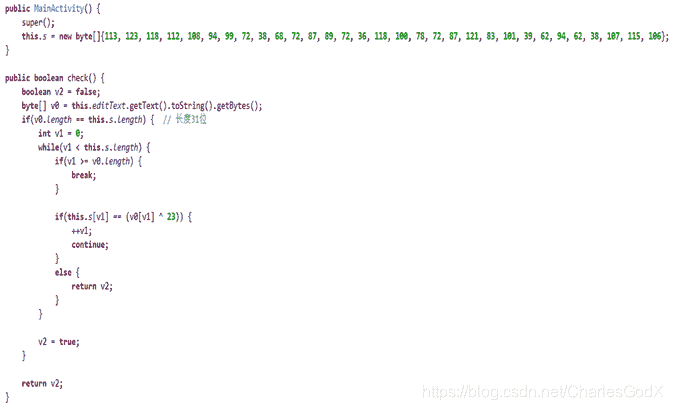 public MainActivity() {
super();
this.s = new byte[]{113, 123, 118, 112, 108, 94, 99, 72, 38, 68, 72, 87, 89, 72, 36, 118, 100, 78, 72, 87, 121, 83, 101, 39, 62, 94, 62, 38, 107, 115, 106};
}
public boolean check() {
boolean v2 = false;
byte[] v0 = this.editText.getText().toString().getBytes();
if(v0.length == this.s.length) { // 长度31位
int v1 = 0;
while(v1 < this.s.length) {
if(v1 >= v0.length) {
break;
}
if(this.s[v1] == (v0[v1] ^ 23)) {
++v1;
continue;
}
else {
return v2;
}
}
v2 = true;
}
return v2;
}
https://blog.csdn.net/CharlesGodX